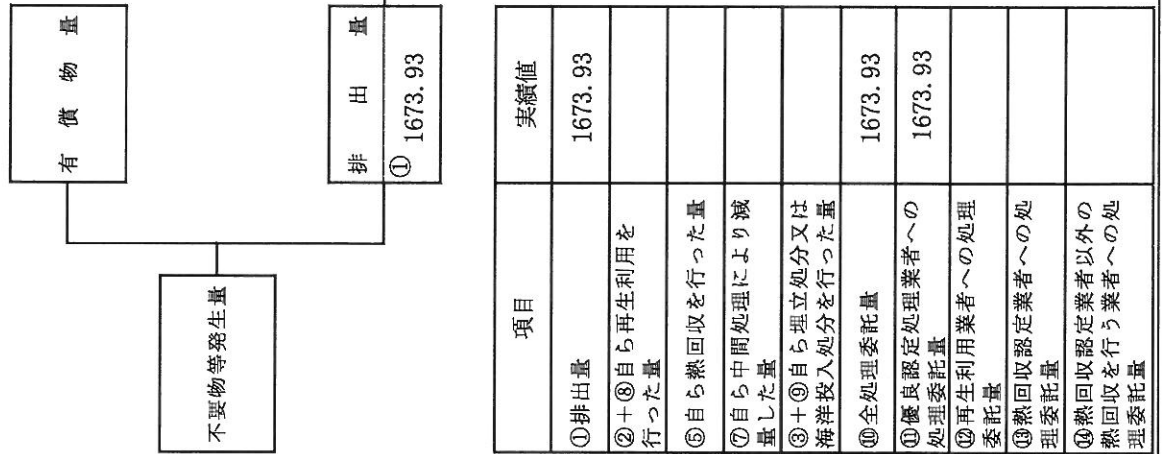 有償物量
不要物等発生量
排出量
① 1673.93
項目
実績値
①排出量
1673.93
②+⑧自ら再生利用を
行った量
⑤自ら熱回収を行った量
⑦自ら中間処理により減
量した量
③+⑨自ら埋立処分又は
海洋投入処分を行った量
⑩全処理委託量
1673.93
⑪優良認定処理業者への
処理委託量
1673.93
⑫再生利用業者への処理
委託量
⑬熱回収認定業者への処
理委託量
⑭熱回収認定業者以外の
熱回収を行う業者への処
理委託量